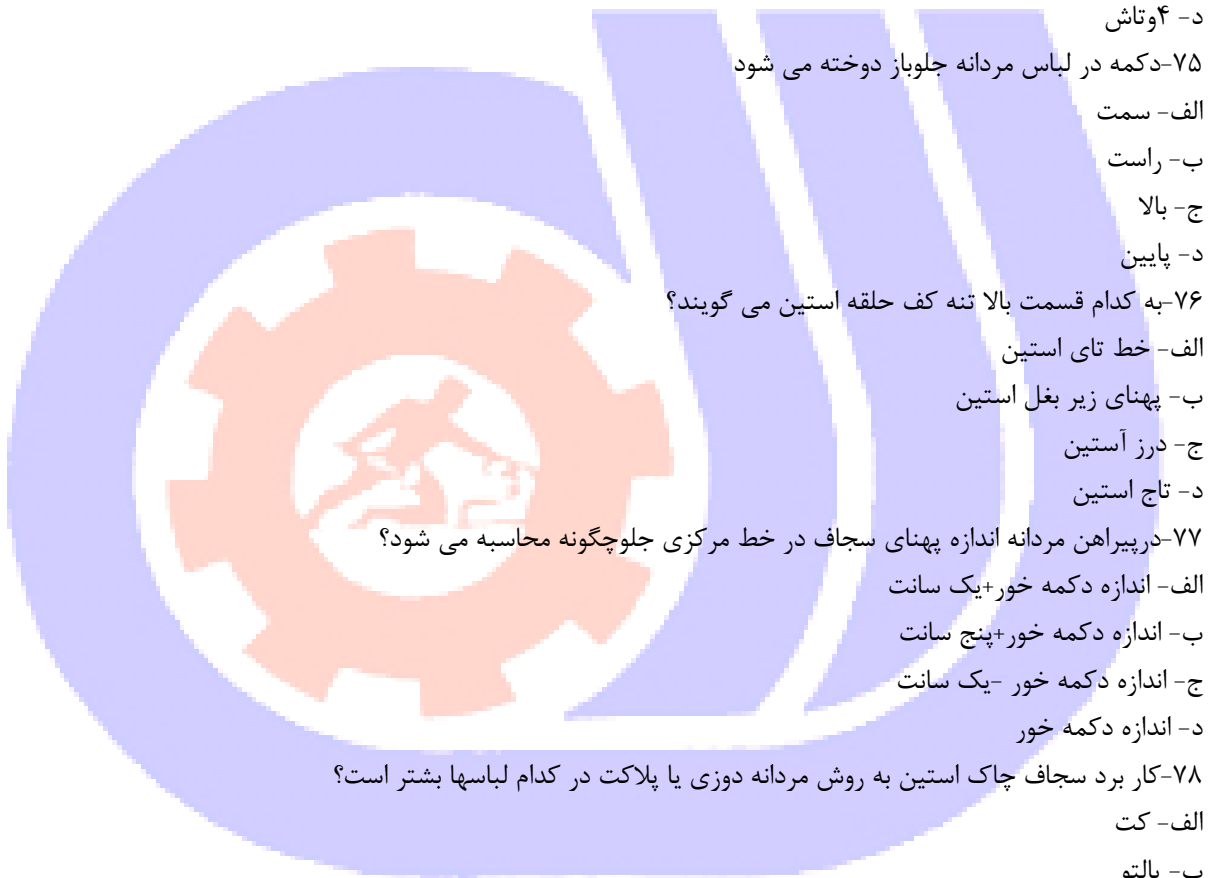 د- ۴وتاش
۷۵-دکمه در لباس مردانه جلوباز دوخته می شود
الف- سمت
ب- راست
ج- بالا
د- پایین
۷۶-به کدام قسمت بالا تنه کف حلقه استین می گویند؟
الف- خط تای استین
ب- پهنای زیر بغل استین
ج- درز آستین
د- تاج استین
۷۷-درپیراهن مردانه اندازه پهنای سجاف در خط مرکزی جلوچگونه محاسبه می شود؟
الف- اندازه دکمه خور+یک سانت
ب- اندازه دکمه خور+پنج سانت
ج- اندازه دکمه خور -یک سانت
د- اندازه دکمه خور
۷۸-کار برد سجاف چاک استین به روش مردانه دوزی یا پلاکت در کدام لباسها بشتر است؟
الف- کت
ب- پالتو